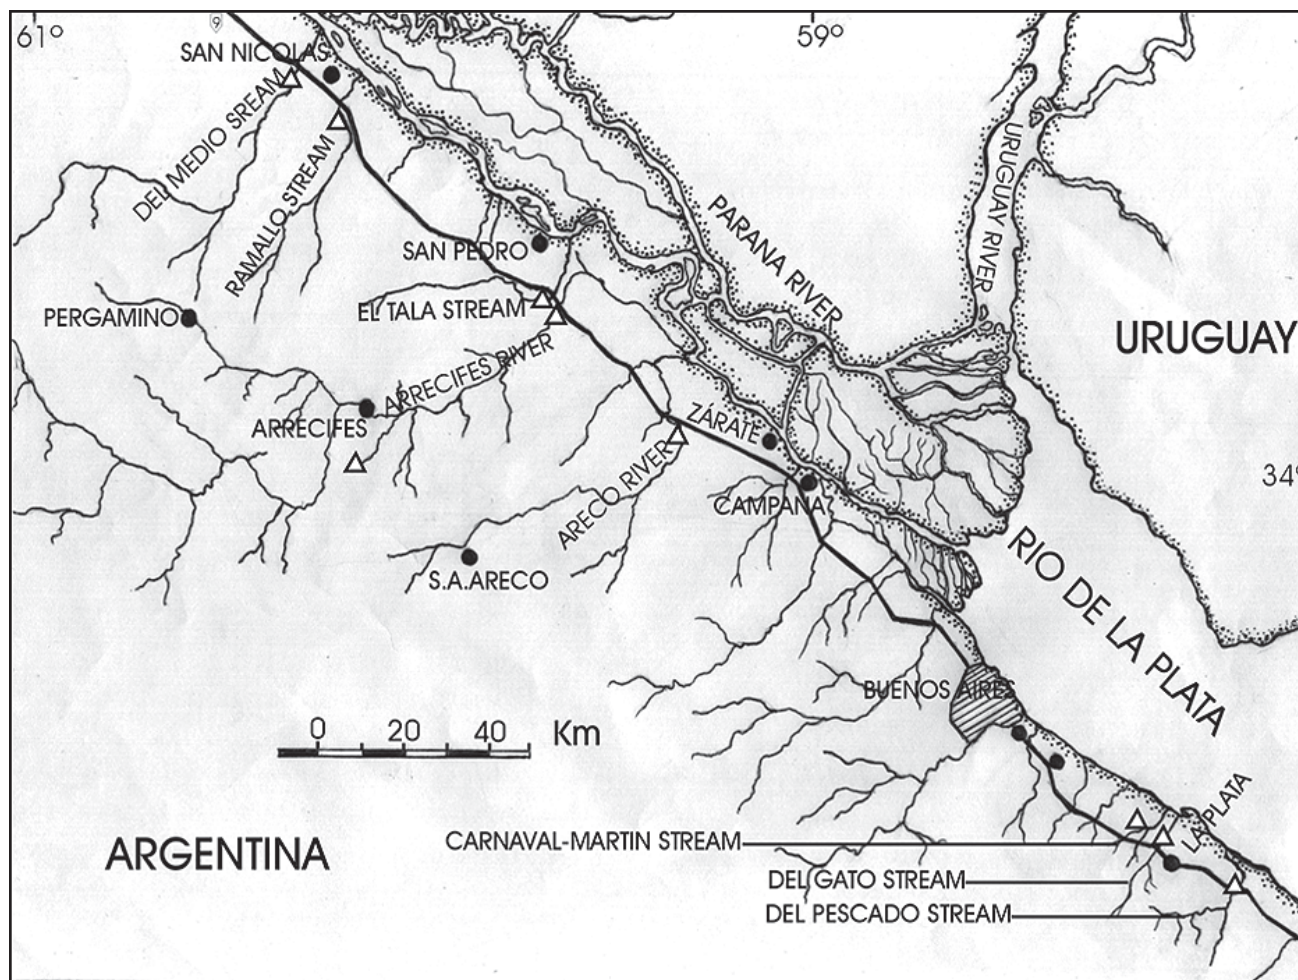 61°
9
59°
SAN NICOLAS
DEL MEDIO SREAM
RAMALLO STREAM
URUGUAY RIVER
PARANA RIVER
SAN PEDRO
PERGAMINO
EL TALA STREAM
URUGUAY
ARRECIFES RIVER
ARRECIFES
ZÁRATE
34°
ARECO RIVER
CAMPANA
S.A.ARECO
RIO DE LA PLATA
BUENOS AIRES
0 20 40 Km
LA PLATA
CARNAVAL-MARTIN STREAM
ARGENTINA
DEL GATO STREAM
DEL PESCADO STREAM